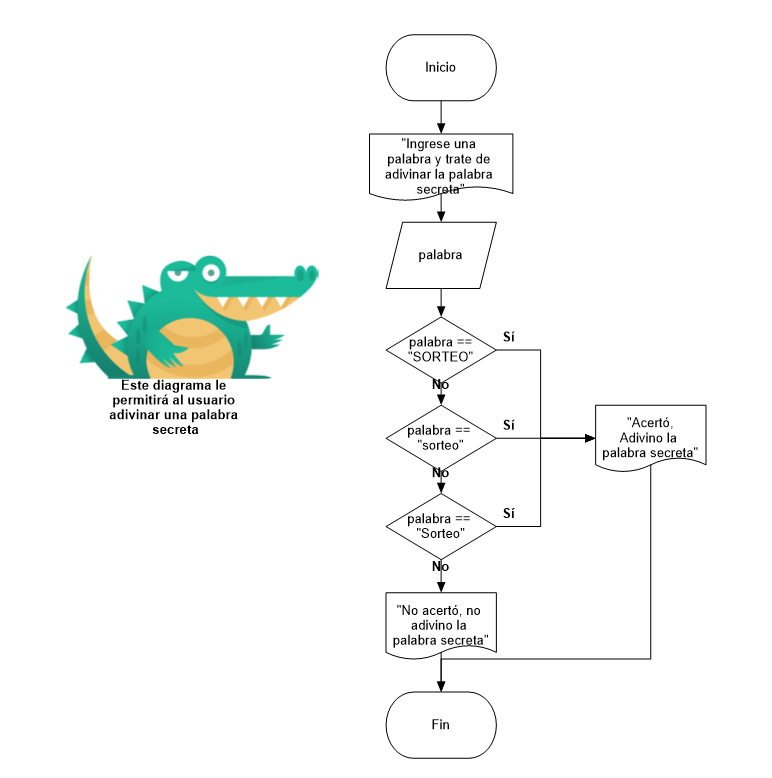 Inicio
"Ingrese una
palabra y trate de
adivinar la palabra
secreta"
palabra
palabra ==
"SORTEO"
Sí
No
palabra ==
"sorteo"
Sí
No
palabra ==
"Sorteo"
Sí
No
"Acertó,
Adivino la
palabra secreta"
"No acertó, no
adivino la
palabra secreta"
Fin
Este diagrama le
permitirá al usuario
adivinar una palabra
secreta